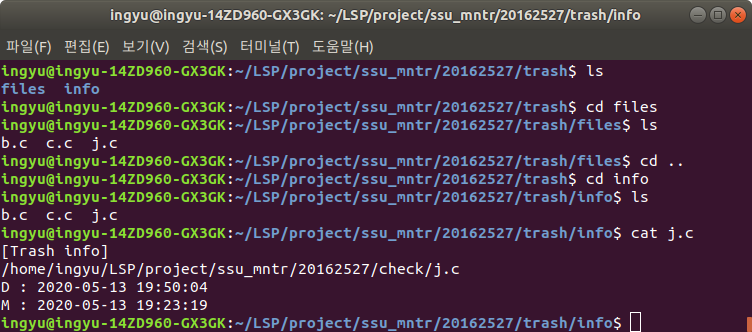 ingyu@ingyu-14ZD960-GX3GK: ~/LSP/project/ssu_mntr/20162527/trash/info
파일(F) 편집(E) 보기(V) 검색(S) 터미널(T) 도움말(H)
ingyu@ingyu-14ZD960-GX3GK:~/LSP/project/ssu_mntr/20162527/trash$ ls
files  info
ingyu@ingyu-14ZD960-GX3GK:~/LSP/project/ssu_mntr/20162527/trash$ cd files
ingyu@ingyu-14ZD960-GX3GK:~/LSP/project/ssu_mntr/20162527/trash/files$ ls
b.c  c.c  j.c
ingyu@ingyu-14ZD960-GX3GK:~/LSP/project/ssu_mntr/20162527/trash/files$ cd ..
ingyu@ingyu-14ZD960-GX3GK:~/LSP/project/ssu_mntr/20162527/trash$ cd info
ingyu@ingyu-14ZD960-GX3GK:~/LSP/project/ssu_mntr/20162527/trash/info$ ls
b.c  c.c  j.c
ingyu@ingyu-14ZD960-GX3GK:~/LSP/project/ssu_mntr/20162527/trash/info$ cat j.c
[Trash info]
/home/ingyu/LSP/project/ssu_mntr/20162527/check/j.c
D : 2020-05-13 19:50:04
M : 2020-05-13 19:23:19
ingyu@ingyu-14ZD960-GX3GK:~/LSP/project/ssu_mntr/20162527/trash/info$